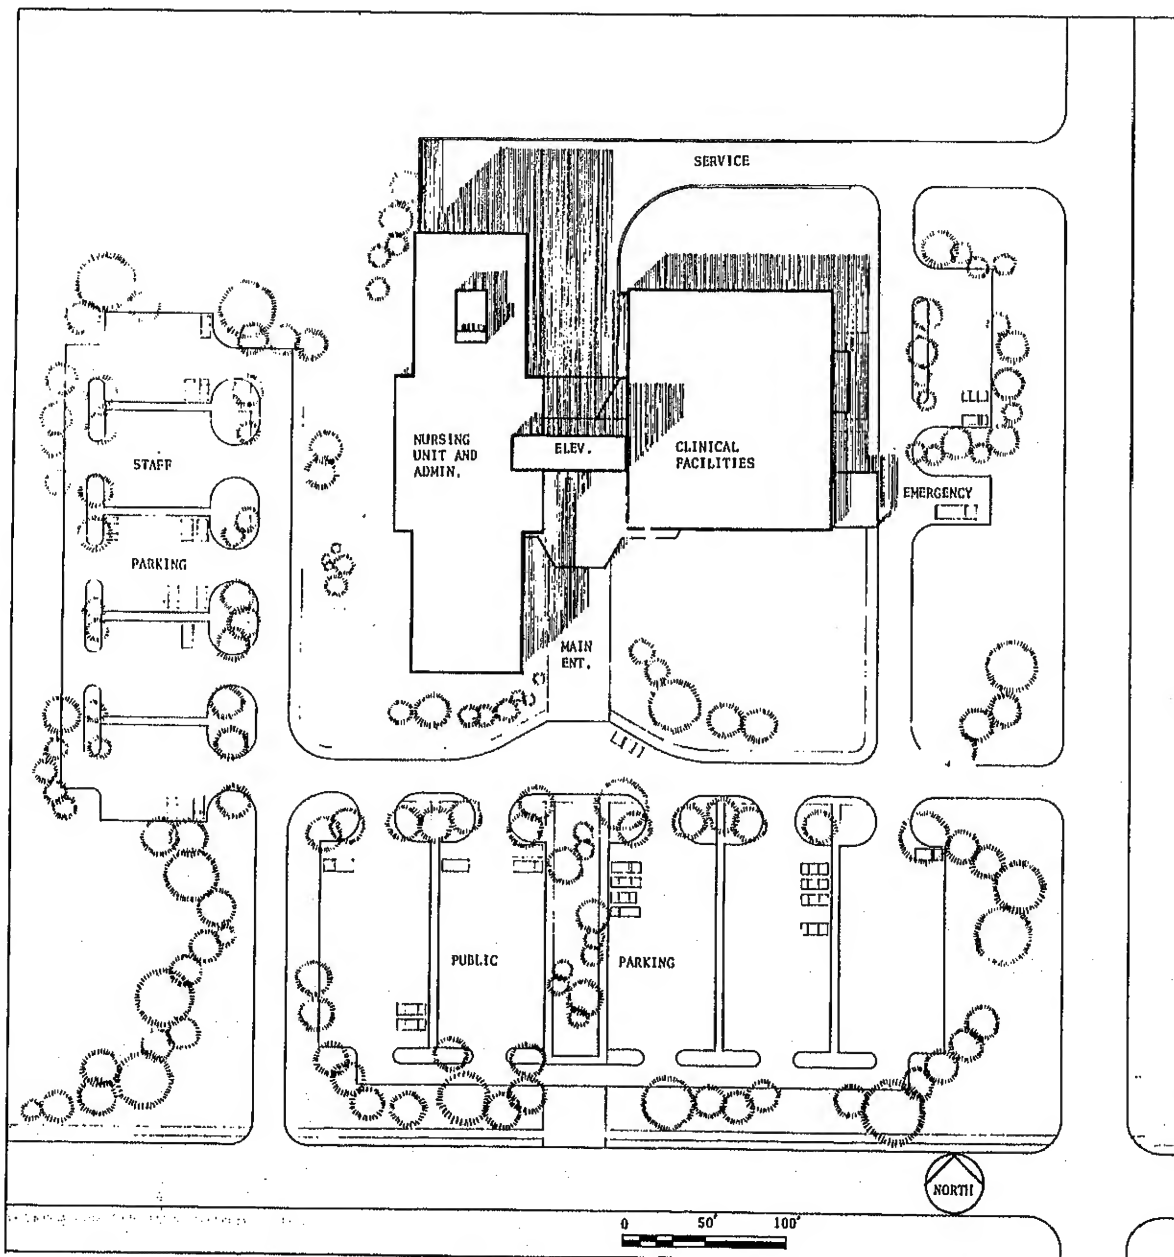 SERVICE
NURSING
UNIT AND
ADMIN.
ELEV.
CLINICAL
FACILITIES
STAFF
EMERGENCY
PARKING
MAIN
ENT.
PUBLIC
PARKING
NORTH
0 50' 100'